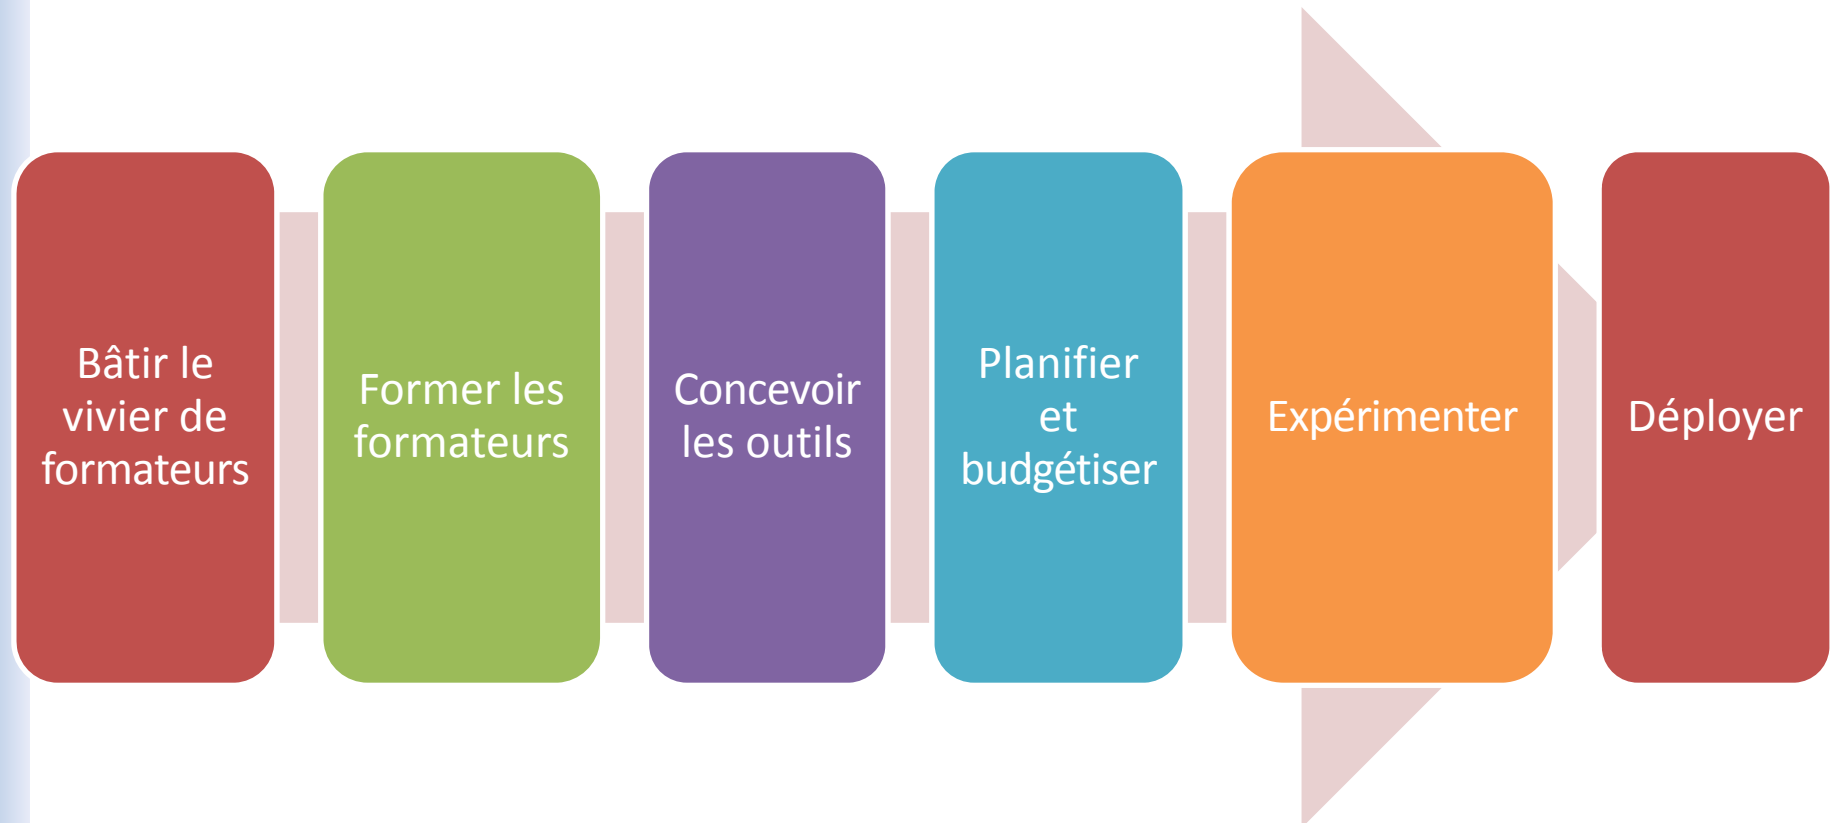 Bâtir le
vivier de
formateurs
Former les
formateurs
Concevoir
les outils
Planifier
et
budgétiser
Expérimenter
Déployer